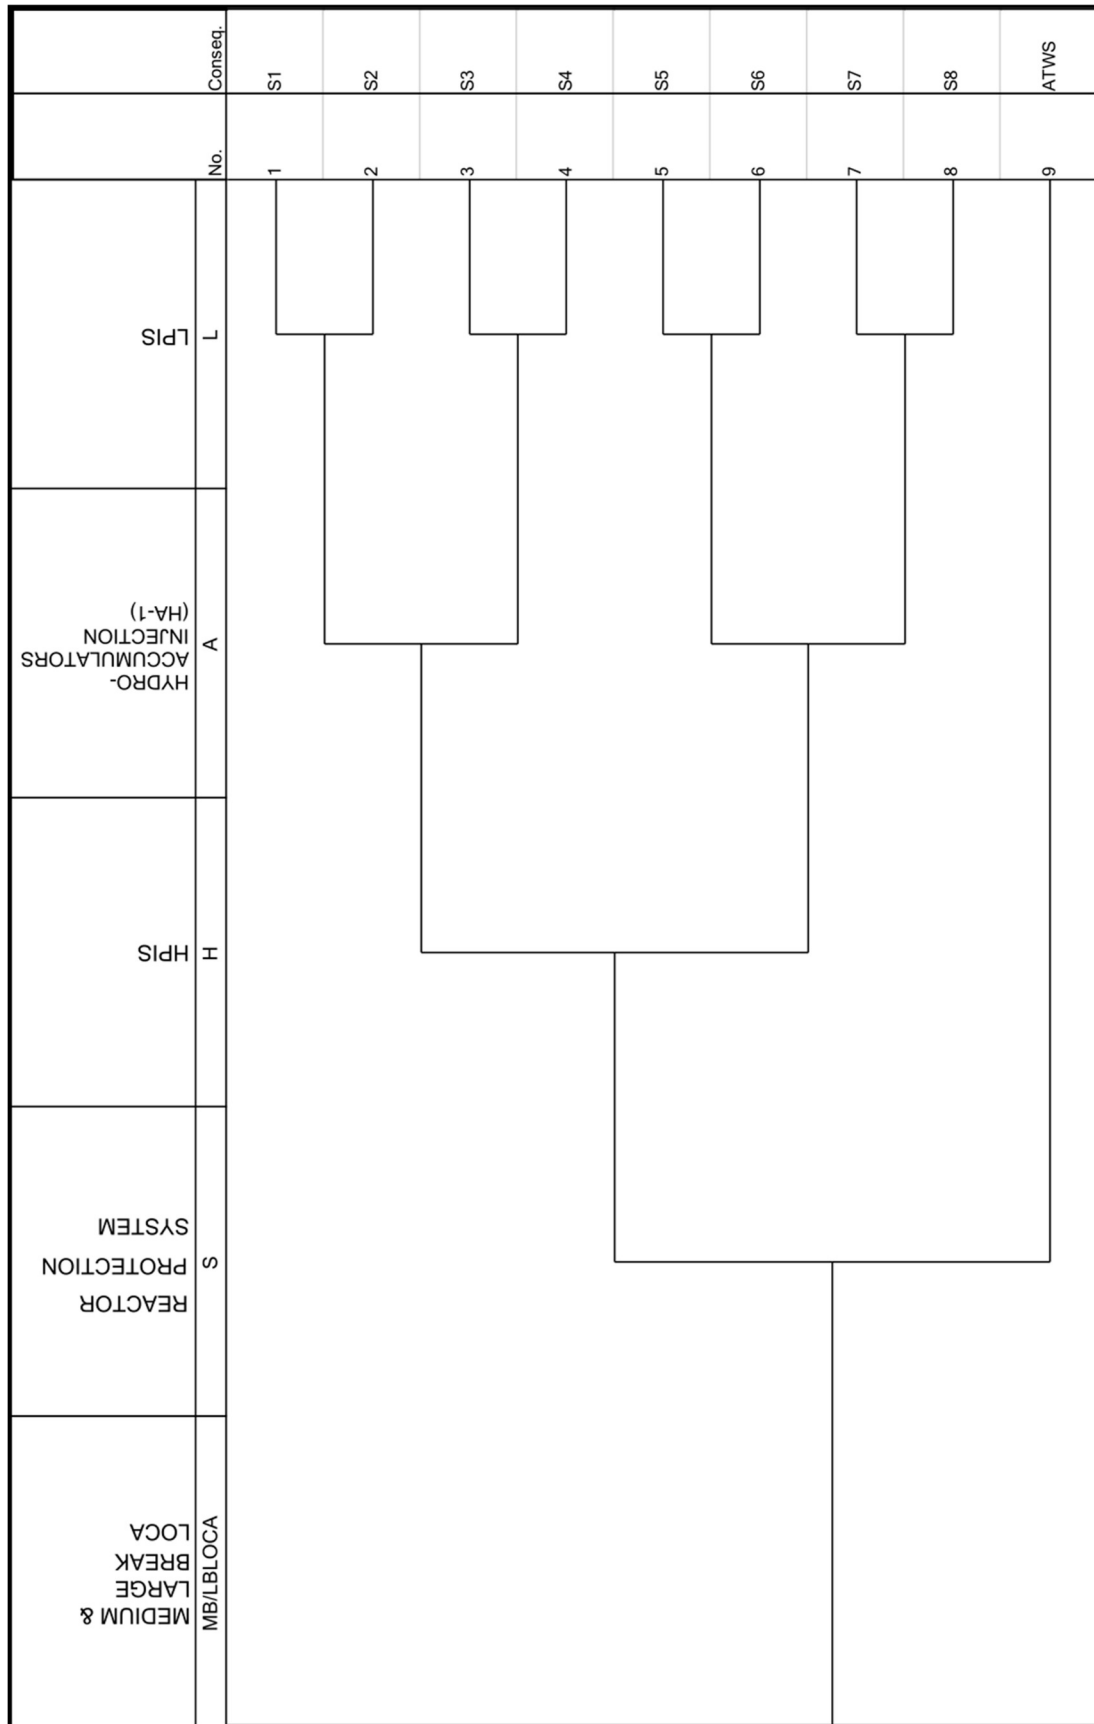 MEDIUM &
LARGE
BREAK
LOCA
REACTOR
PROTECTION
SYSTEM
HPIS
HYDRO-
ACCUMULATORS
INJECTION
(HA-1)
LPIS
MB/LBLOCA
S
H
A
L
No.
Conseq.
1
S1
2
S2
3
S3
4
S4
5
S5
6
S6
7
S7
8
S8
9
ATWS